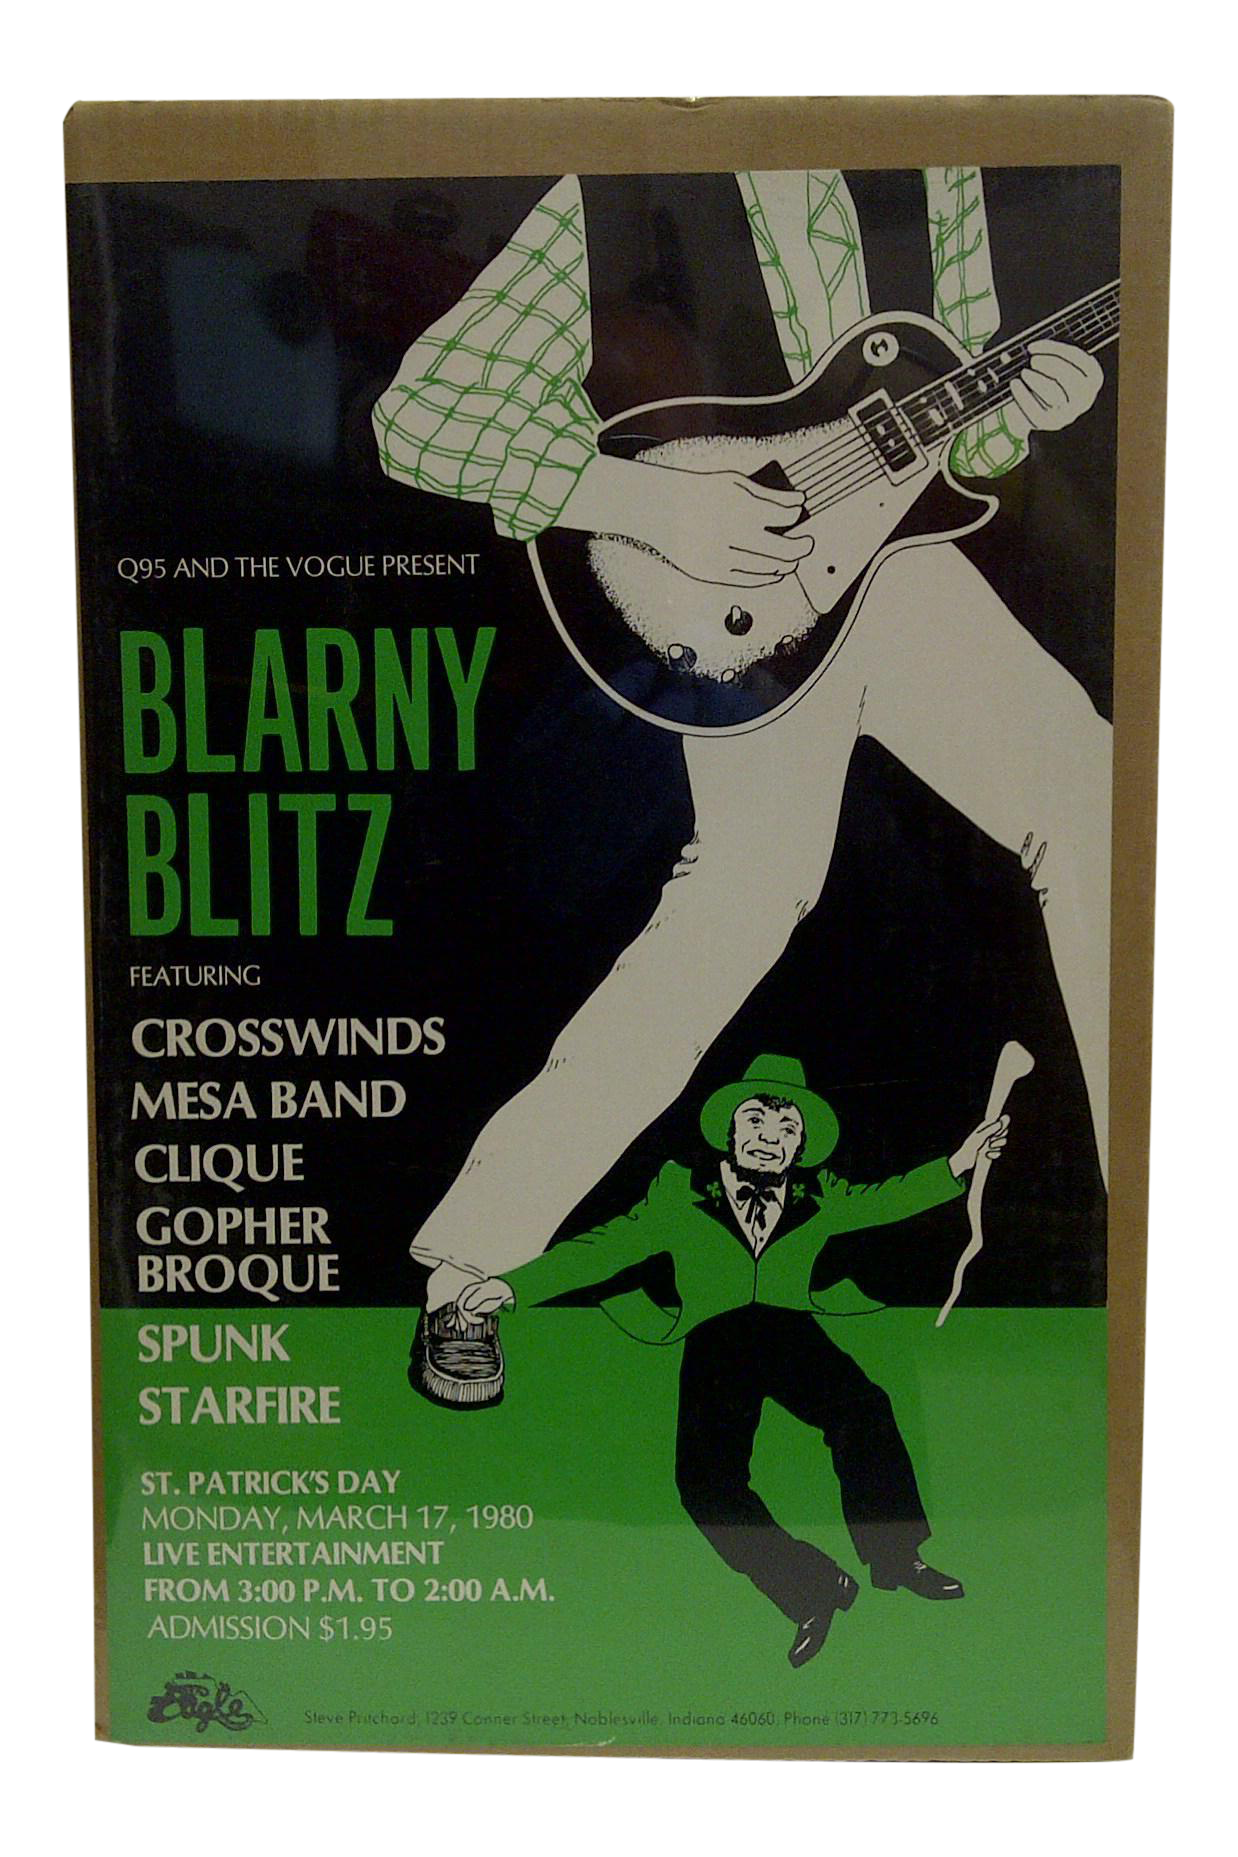 Q95 AND THE VOGUE PRESENT
BLARNY
BLITZ
FEATURING
CROSSWINDS
MESA BAND
CLIQUE
GOPHER
BROQUE
SPUNK
STARFIRE
ST. PATRICK'S DAY
MONDAY, MARCH 17, 1980
LIVE ENTERTAINMENT
FROM 3:00 P.M. TO 2:00 A.M.
ADMISSION $1.95
Eagle
Steve Pritchard, 1239 Conner Street, Noblesville, Indiana 46060, Phone (317) 773-5696